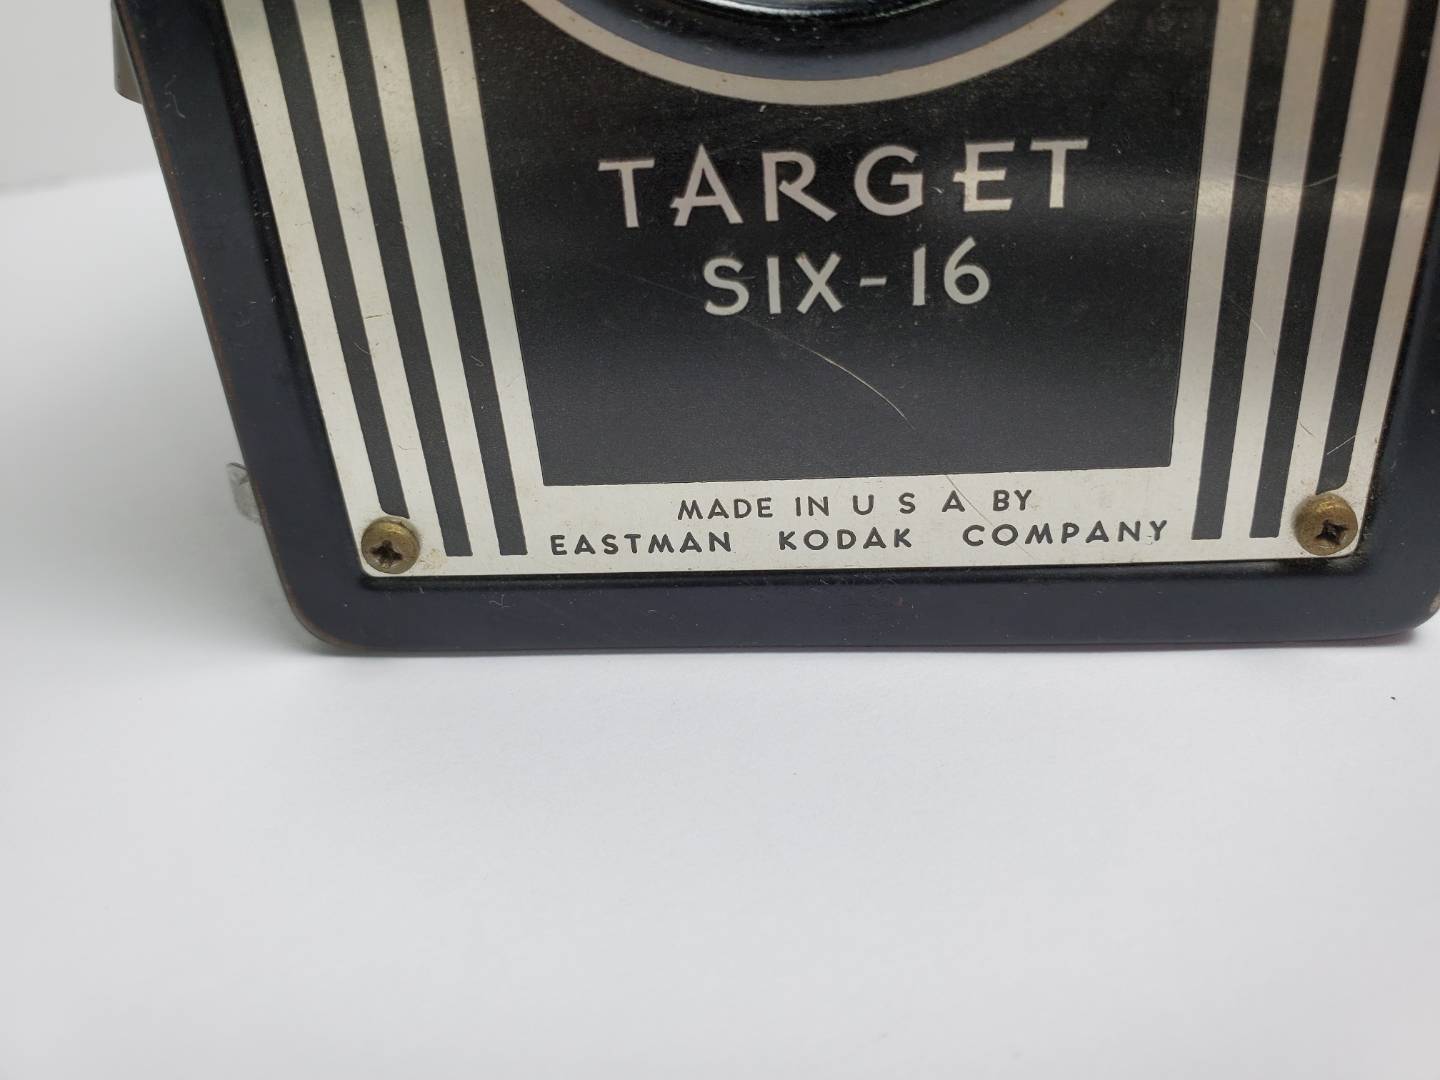 TARGET
SIX-16
MADE IN U S A BY
EASTMAN KODAK COMPANY